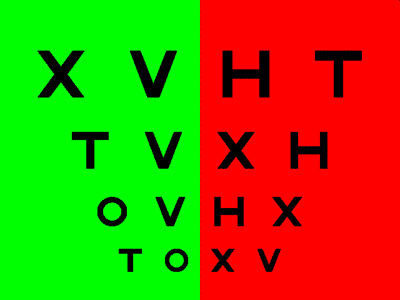 X V H T
T V X H
O V H X
T O X V